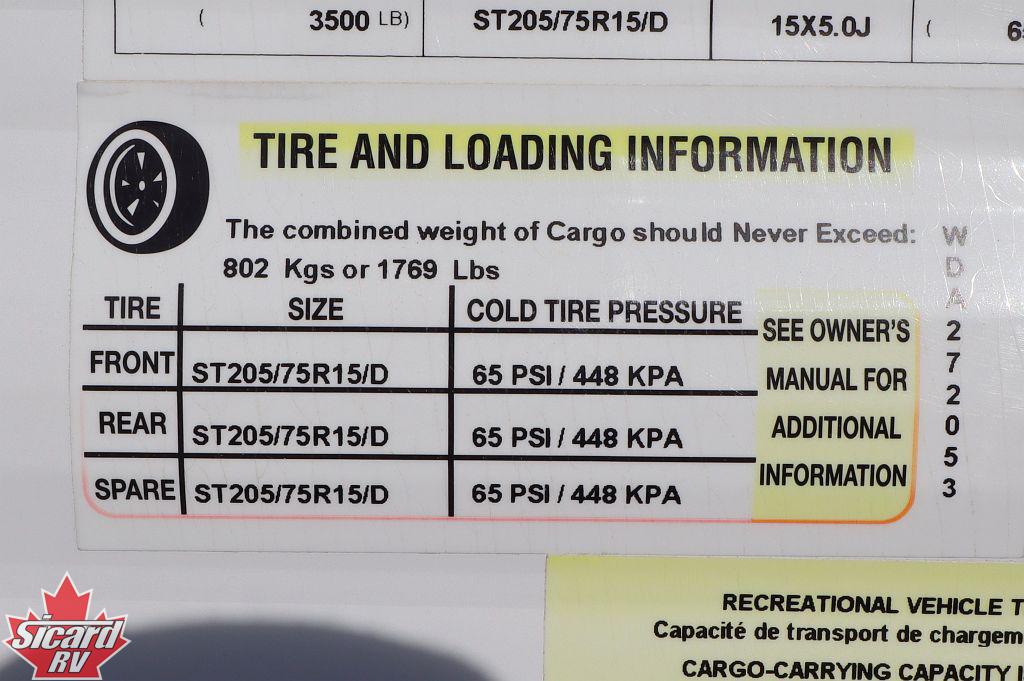 ( 3500 LB) ST205/75R15/D 15X5.0J (
TIRE AND LOADING INFORMATION
The combined weight of Cargo should Never Exceed:
802 Kgs or 1769 Lbs
TIRE SIZE COLD TIRE PRESSURE
FRONT ST205/75R15/D 65 PSI / 448 KPA
REAR ST205/75R15/D 65 PSI / 448 KPA
SPARE ST205/75R15/D 65 PSI / 448 KPA
SEE OWNER'S
MANUAL FOR
ADDITIONAL
INFORMATION
W
D
A
2
7
2
0
5
3
RECREATIONAL VEHICLE T
Capacité de transport de chargem
CARGO-CARRYING CAPACITY
Sicard
RV